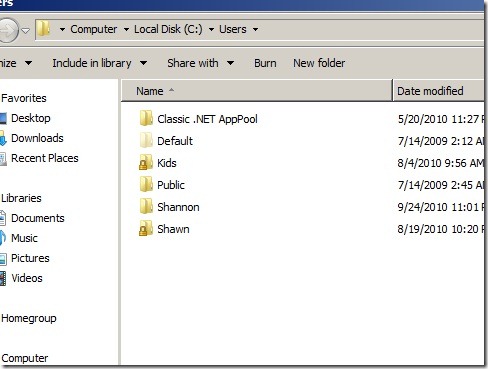 ers
Computer Local Disk (C:) Users
nize Include in library Share with Burn New folder
Name Date modified
Favorites
Desktop
Downloads
Recent Places
Libraries
Documents
Music
Pictures
Videos
Homegroup
Computer
Classic .NET AppPool 5/20/2010 11:27 P
Default 7/14/2009 2:12 A
Kids 8/4/2010 9:56 AM
Public 7/14/2009 2:45 A
Shannon 9/24/2010 11:01 P
Shawn 8/19/2010 10:20 P